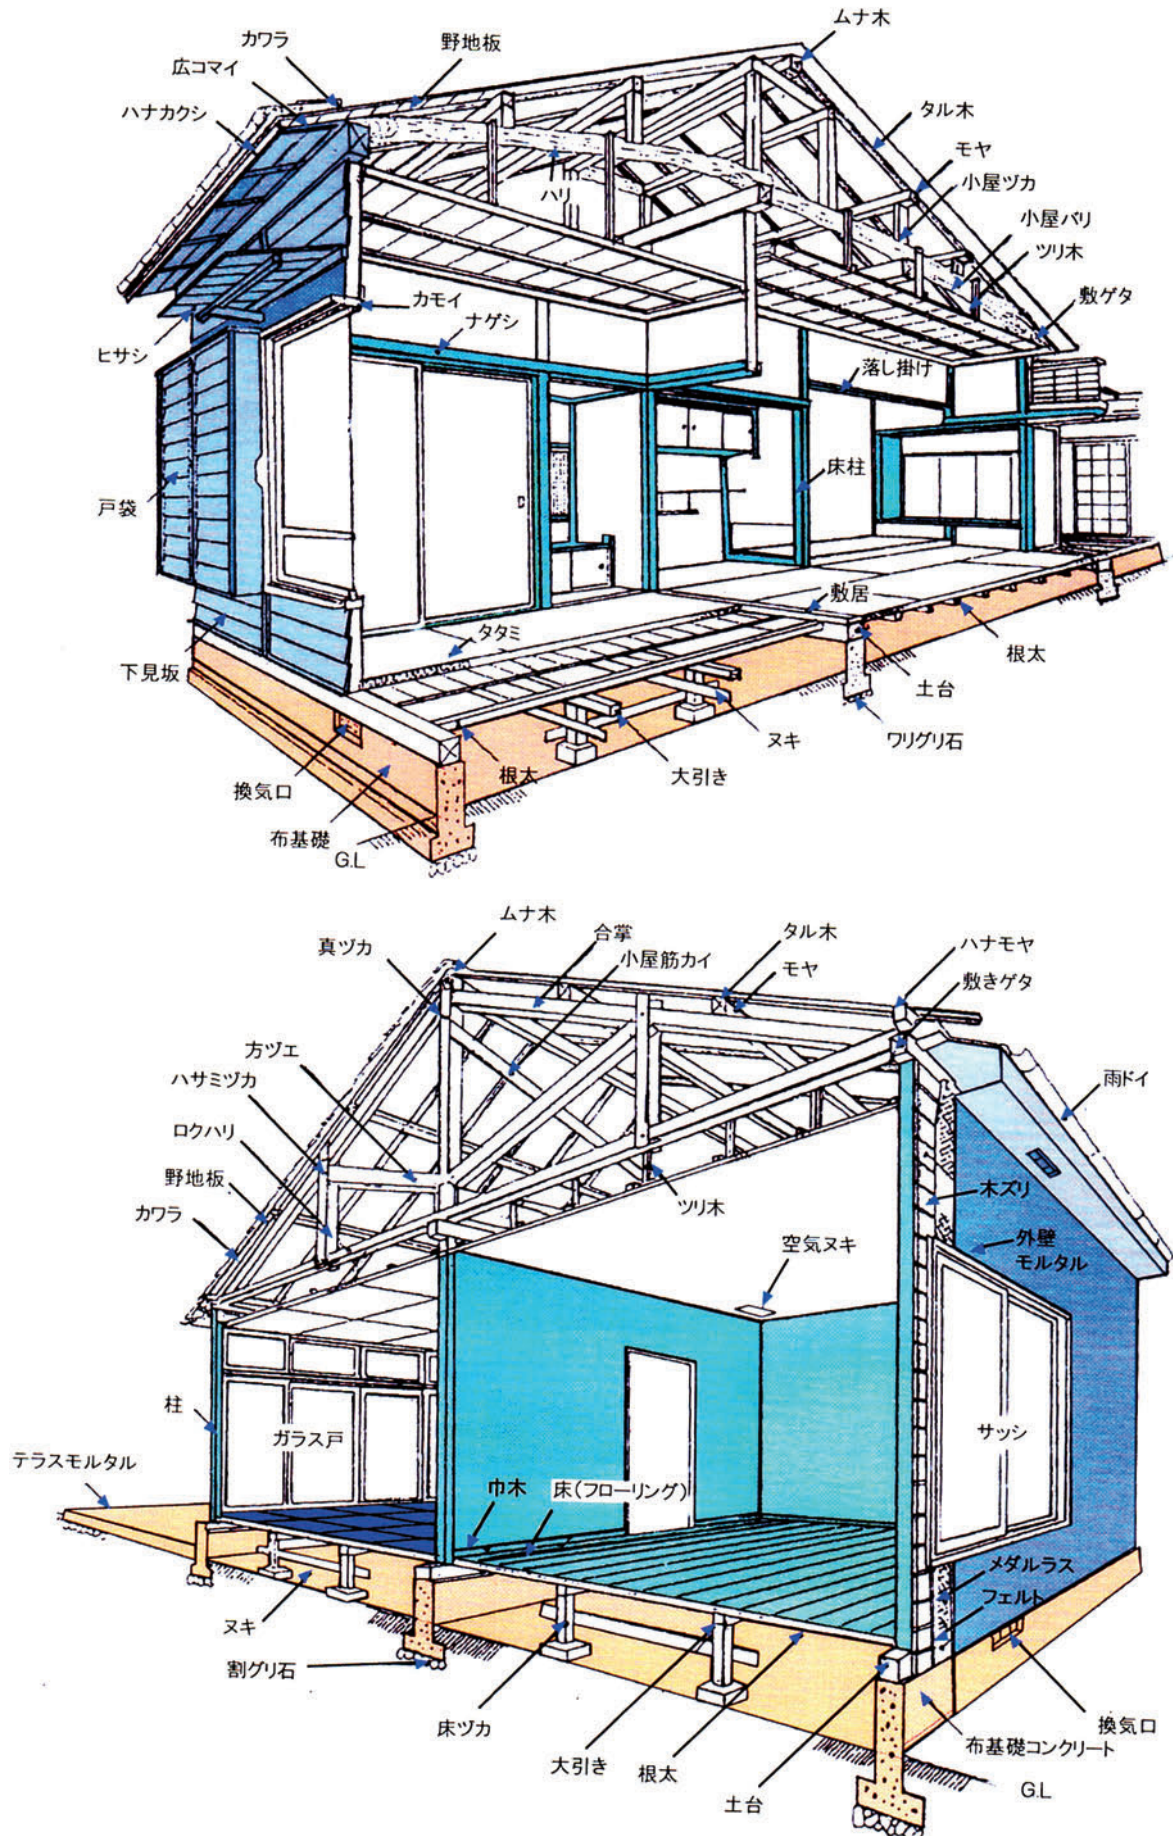 ムナ木
カワラ
野地板
広コマイ
ハナカクシ
タル木
モヤ
小屋ヅカ
ハリ
小屋バリ
ツリ木
敷ゲタ
カモイ
ナゲシ
ヒサシ
落し掛け
床柱
戸袋
敷居
タタミ
根太
下見坂
土台
ヌキ
ワリグリ石
大引き
根太
換気口
布基礎
G.L
ムナ木
合掌
タル木
ハナモヤ
真ヅカ
小屋筋カイ
モヤ
敷きゲタ
方ヅエ
ハサミヅカ
雨ドイ
ロクハリ
野地板
木ズリ
ツリ木
カワラ
外壁
モルタル
空気ヌキ
柱
ガラス戸
サッシ
テラスモルタル
巾木
床(フローリング)
メダルラス
フェルト
ヌキ
割グリ石
床ヅカ
換気口
布基礎コンクリート
大引き
根太
G.L
土台